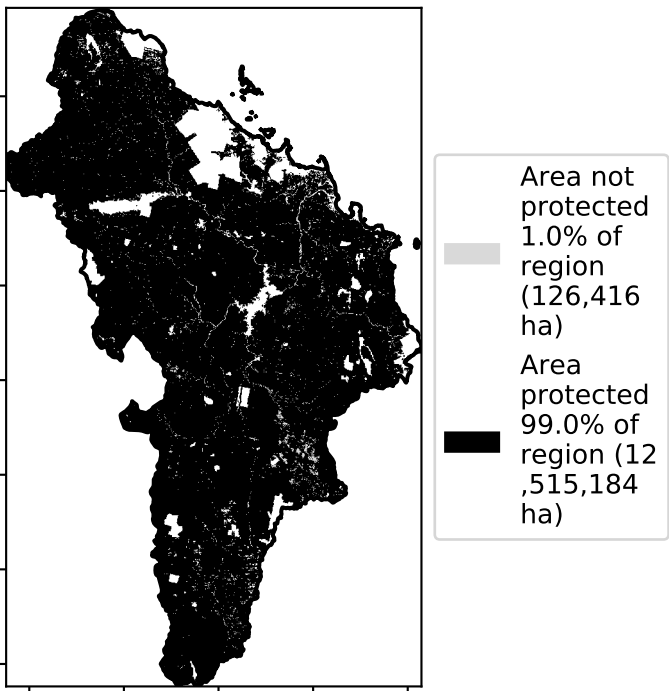 Area not
protected
1.0% of
region
(126,416
ha)
Area
protected
99.0% of
region (12
,515,184
ha)